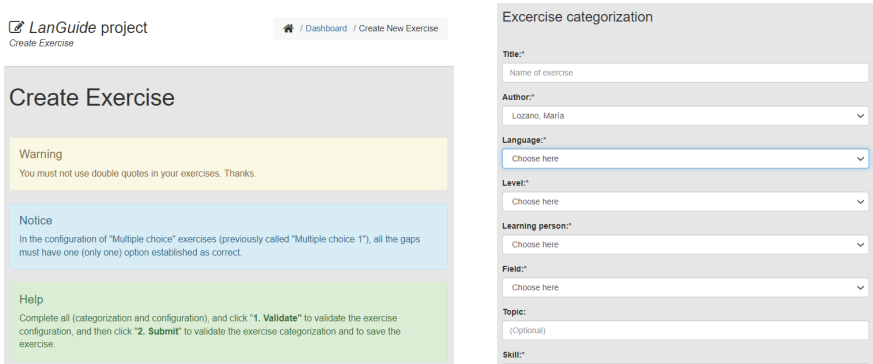 LanGuide project
Create Exercise
/ Dashboard / Create New Exercise
Create Exercise
Warning
You must not use double quotes in your exercises. Thanks.
Notice
In the configuration of "Multiple choice" exercises (previously called "Multiple choice 1"), all the gaps
must have one (only one) option established as correct.
Help
Complete all (categorization and configuration), and click "1. Validate" to validate the exercise
configuration, and then click "2. Submit" to validate the exercise categorization and to save the
exercise.
Excercise categorization
Title:*
Name of exercise
Author:*
Lozano, María
Language:*
Choose here
Level:*
Choose here
Learning person:*
Choose here
Field:*
Choose here
Topic:
(Optional)
Skill:*